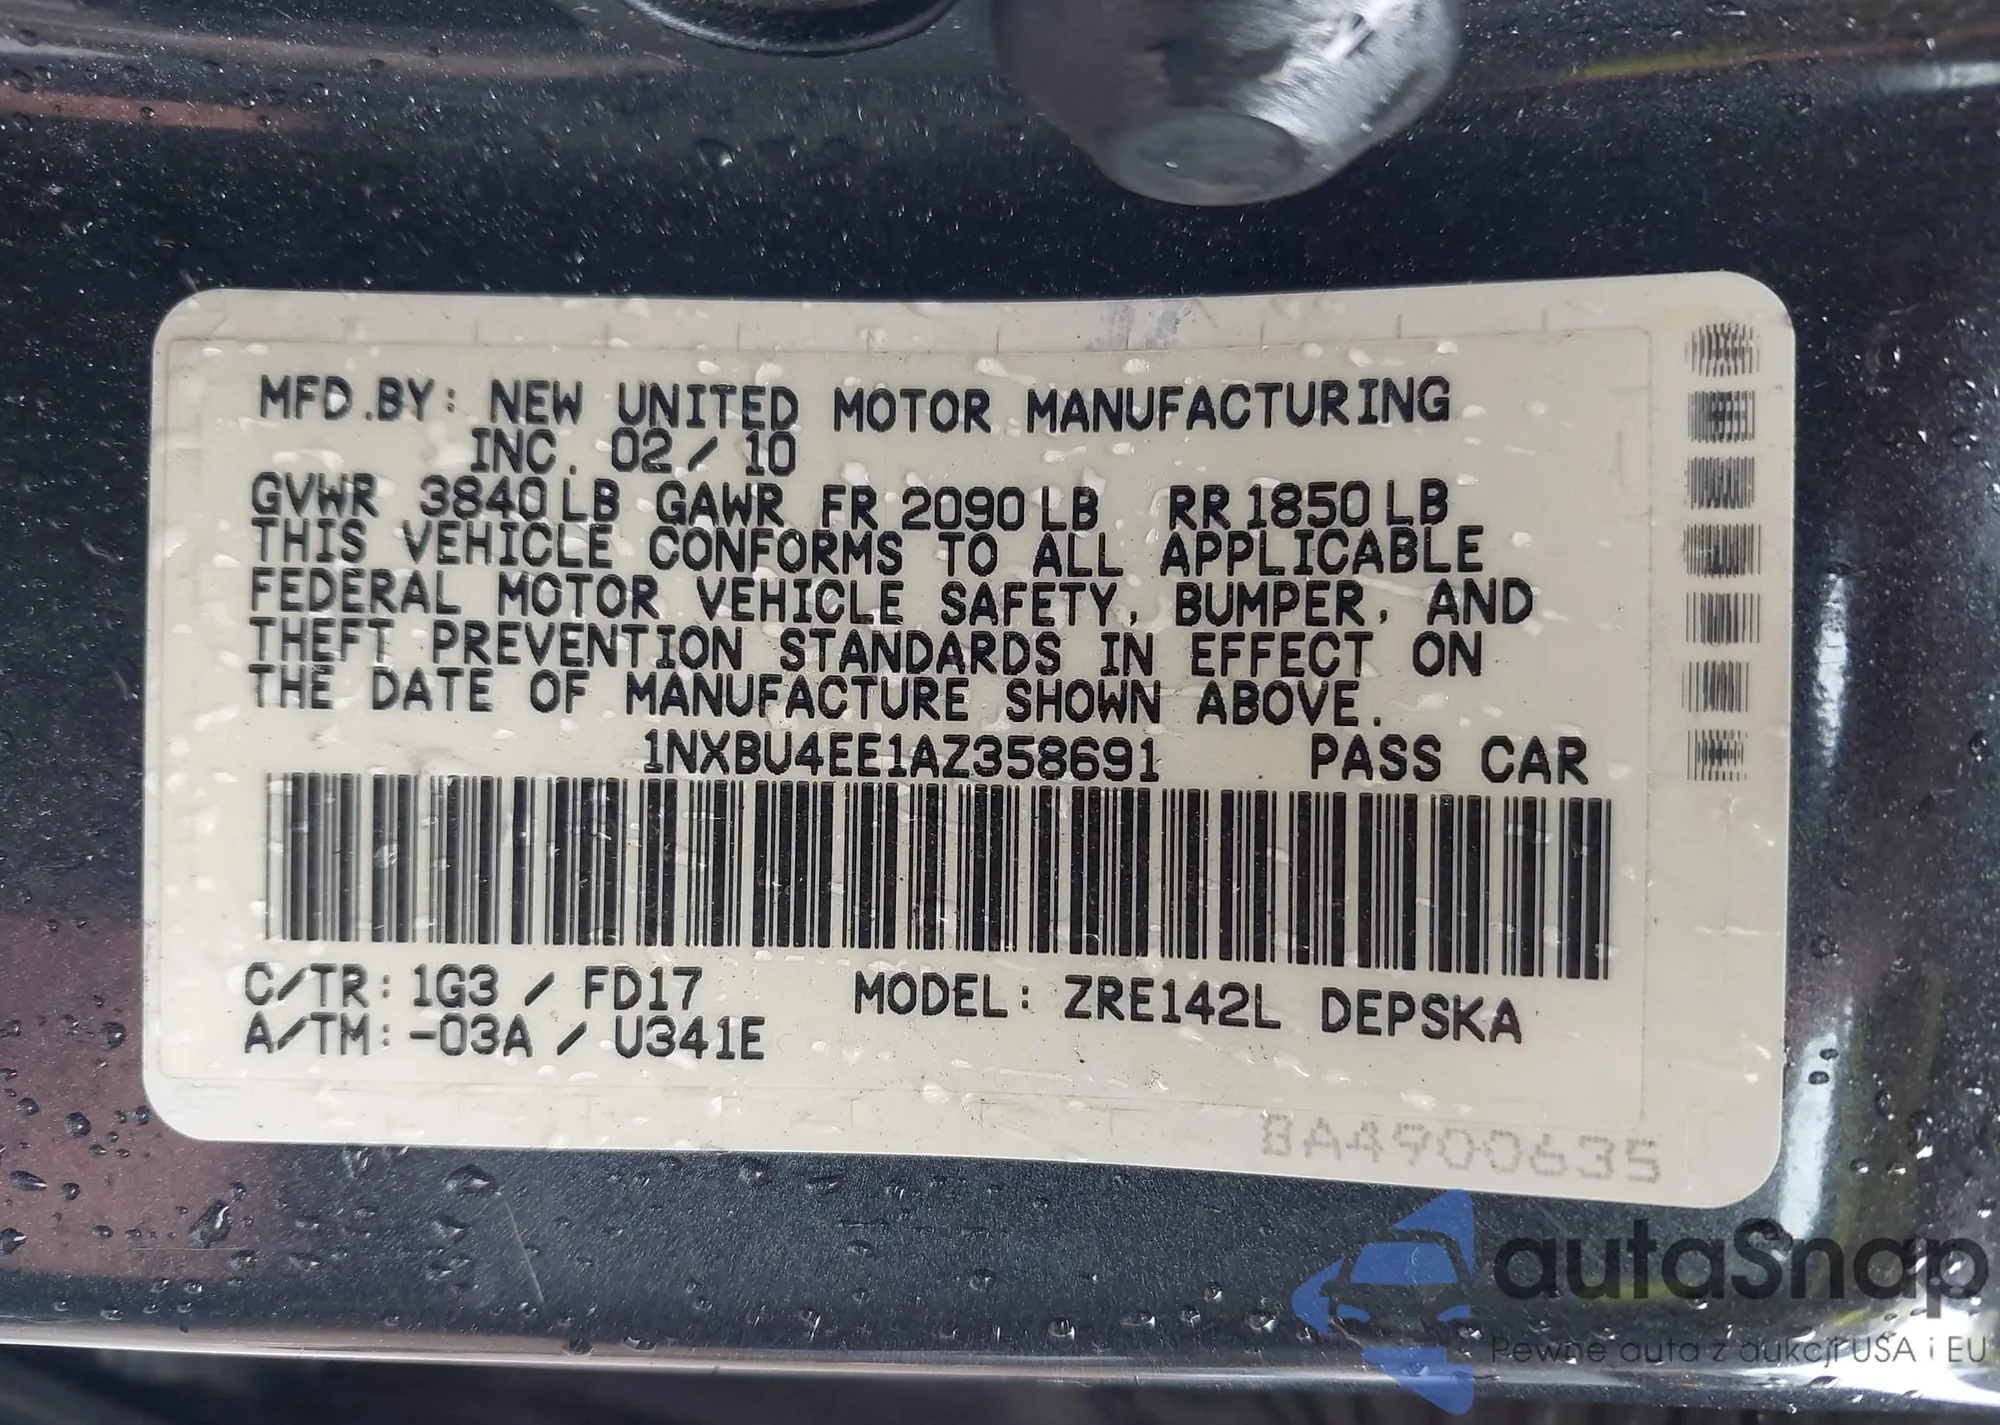 MFD.BY: NEW UNITED MOTOR MANUFACTURING
INC. 02/10
GVWR 3840LB GAWR FR 2090LB RR 1850LB
THIS VEHICLE CONFORMS TO ALL APPLICABLE
FEDERAL MOTOR VEHICLE SAFETY, BUMPER, AND
THEFT PREVENTION STANDARDS IN EFFECT ON
THE DATE OF MANUFACTURE SHOWN ABOVE.
1NXBU4EE1AZ358691 PASS CAR
C/TR: 1G3 / FD17 MODEL: ZRE142L DEPSKA
A/TM: -03A / U341E
BA4900635
autaSnap
Pewne auta z aukcji USA i EU